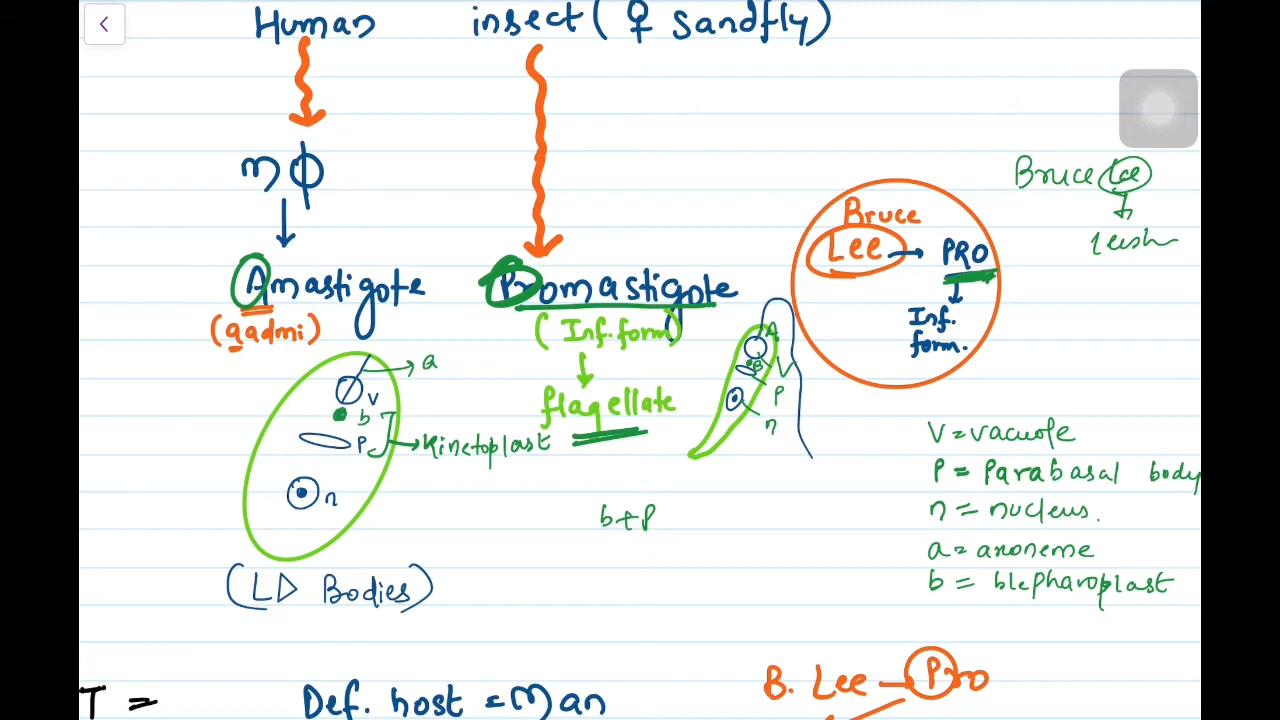 Human insect (♀ Sandfly)
mϕ
Bruce Lee
Leish
Bruce
Lee → PRO
Inf.
form.
Amastigote Promastigote
(aadmi) (Inf. form)
flagellate
a
v
b
P
n
Kinetoplast
A
V
B
P
n
b+P
(LD Bodies)
V = vacuole
P = Parabasal body
n = nucleus.
a = axoneme
b = blepharoplast
B. Lee — Pro
T = Def. host = Man